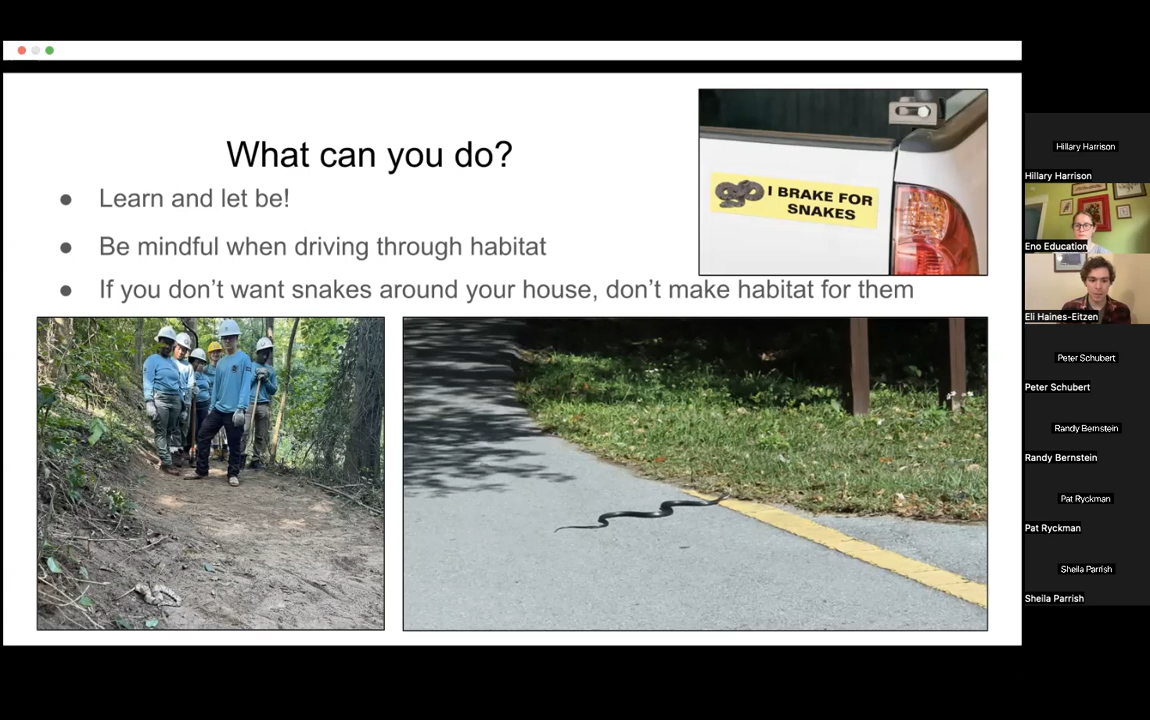 What can you do?
● Learn and let be!
● Be mindful when driving through habitat
● If you don’t want snakes around your house, don’t make habitat for them
I BRAKE FOR
SNAKES
Hillary Harrison
Hillary Harrison
Eno Education
Eli Haines-Eitzen
Peter Schubert
Peter Schubert
Randy Bernstein
Randy Bernstein
Pat Ryckman
Pat Ryckman
Sheila Parrish
Sheila Parrish